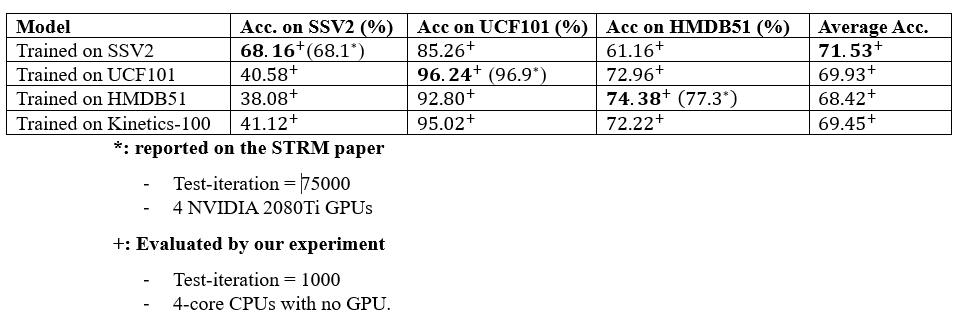 Model Acc. on SSV2 (%) Acc on UCF101 (%) Acc on HMDB51 (%) Average Acc.
Trained on SSV2 68.16⁺(68.1*) 85.26⁺ 61.16⁺ 71.53⁺
Trained on UCF101 40.58⁺ 96.24⁺ (96.9*) 72.96⁺ 69.93⁺
Trained on HMDB51 38.08⁺ 92.80⁺ 74.38⁺ (77.3*) 68.42⁺
Trained on Kinetics-100 41.12⁺ 95.02⁺ 72.22⁺ 69.45⁺
*: reported on the STRM paper
- Test-iteration = 75000
- 4 NVIDIA 2080Ti GPUs
+: Evaluated by our experiment
- Test-iteration = 1000
- 4-core CPUs with no GPU.